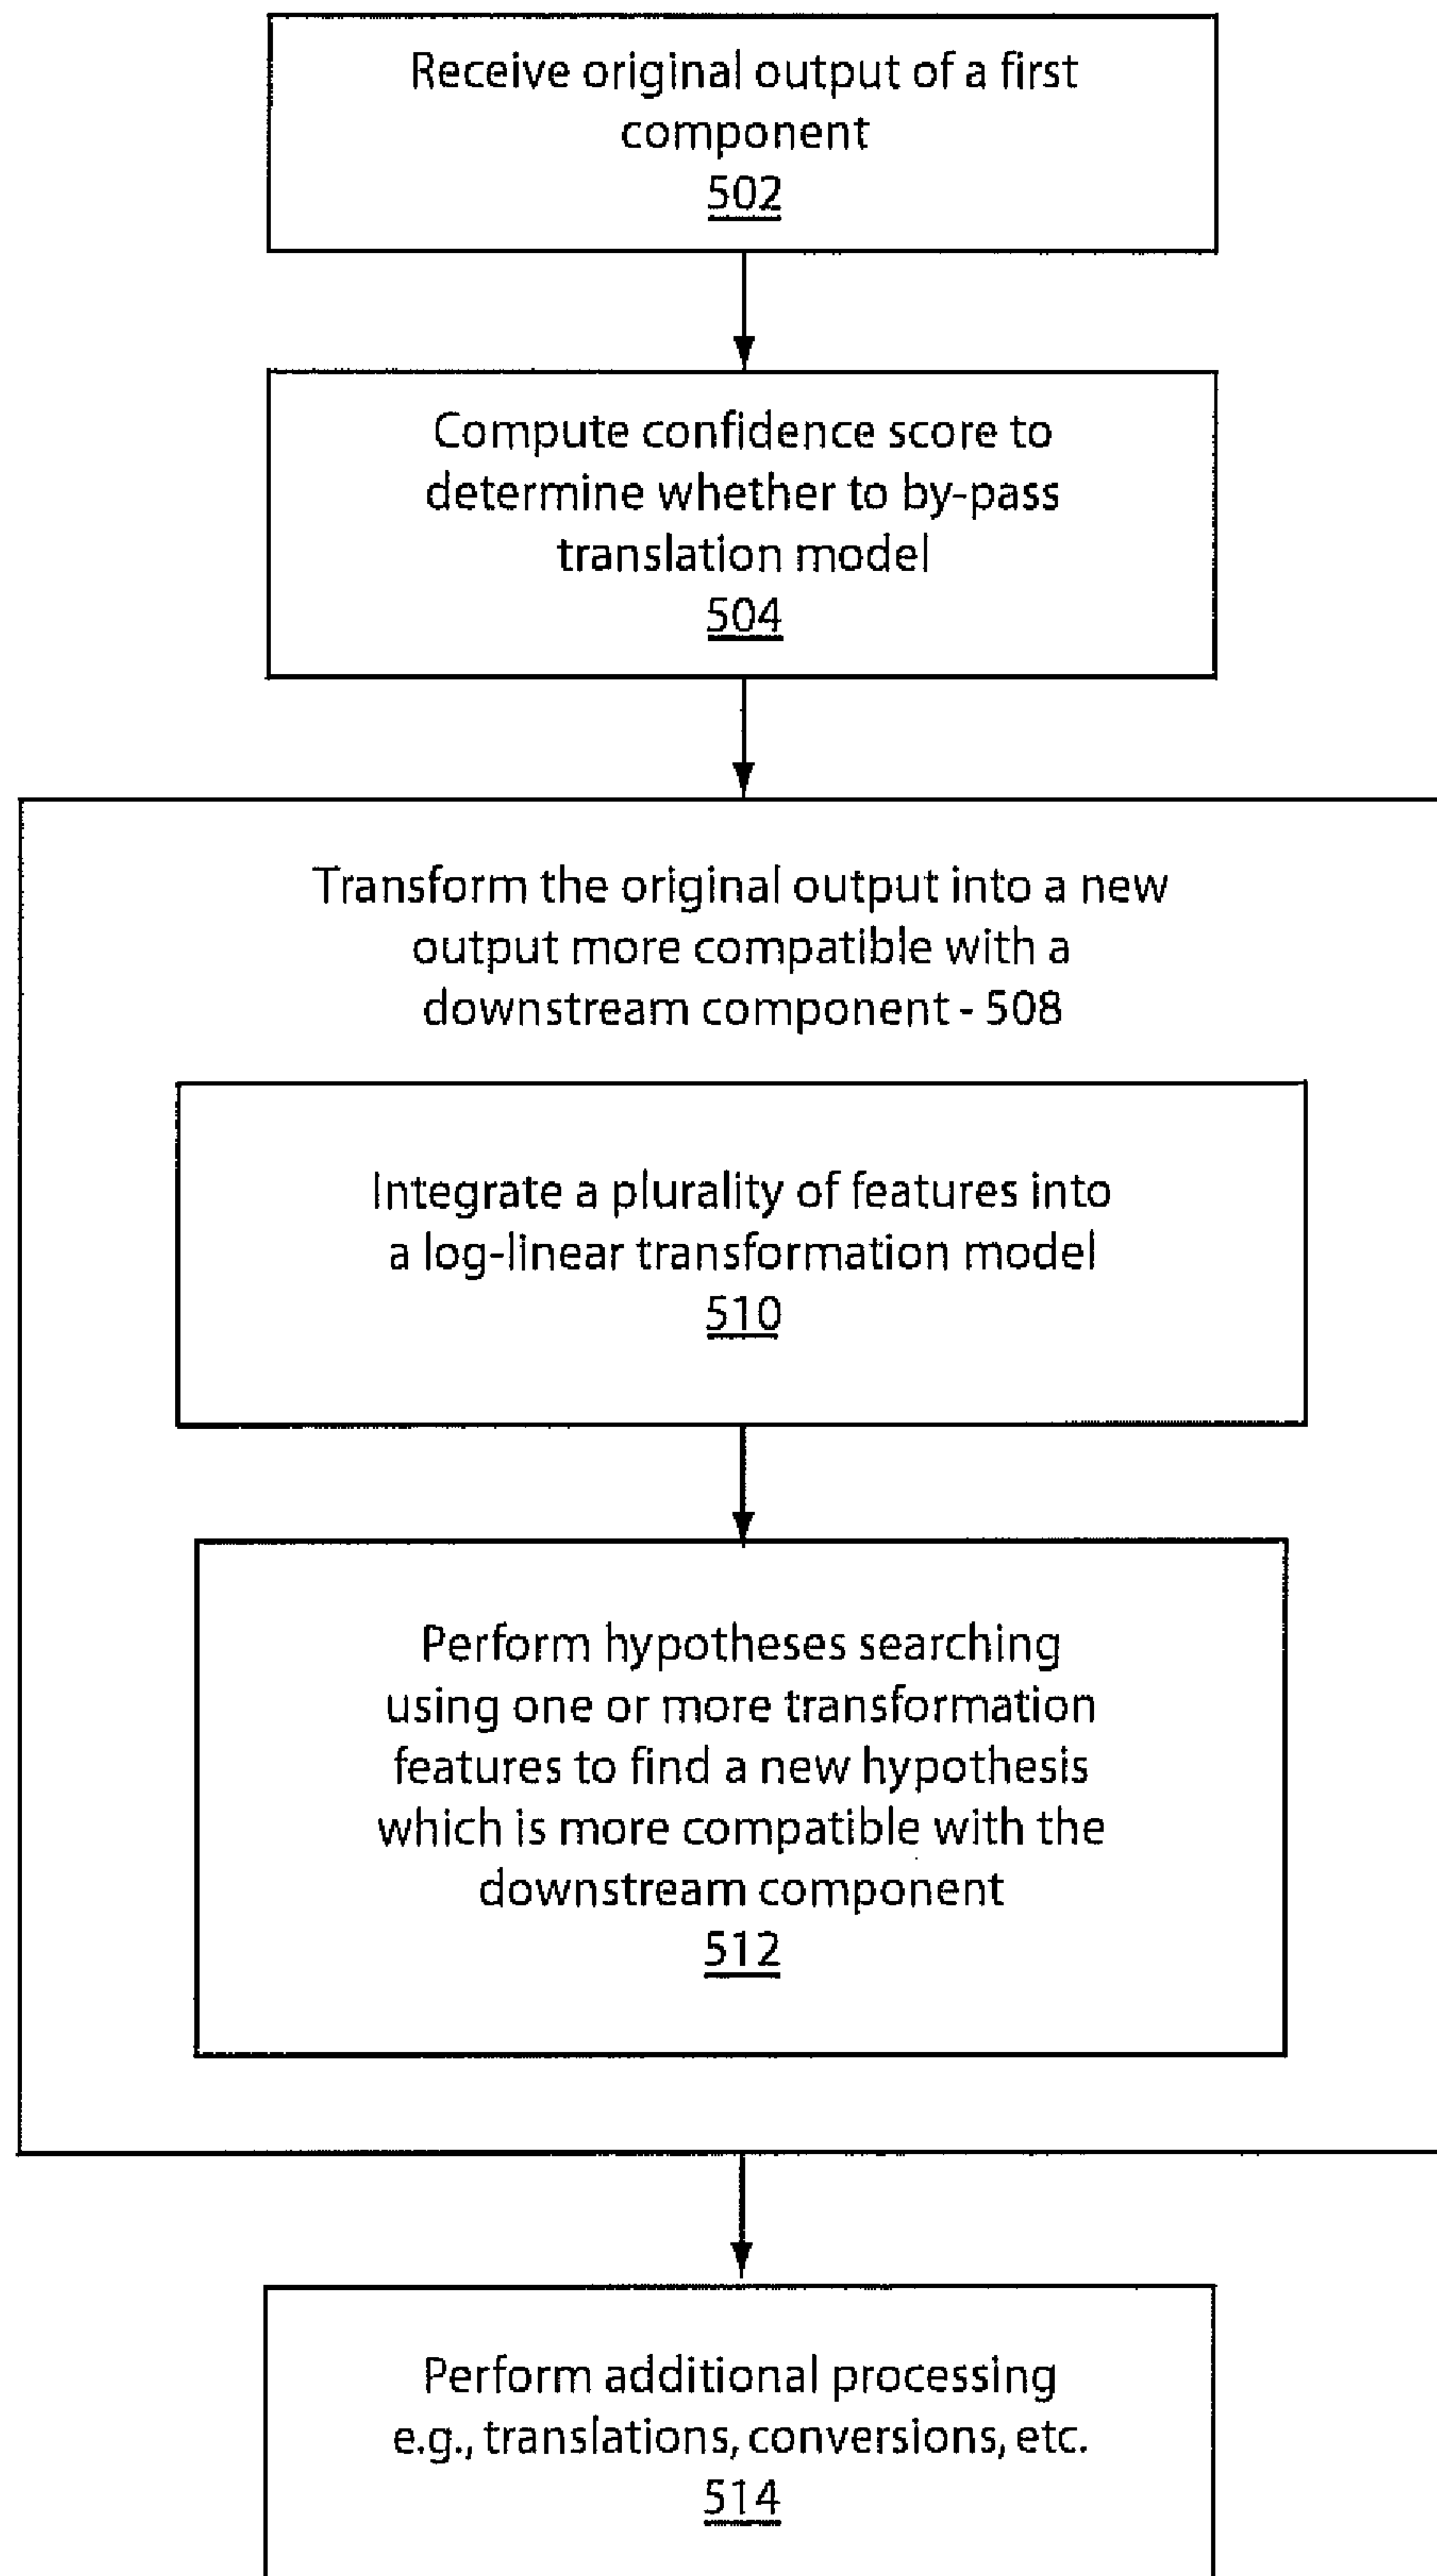 Receive original output of a first
component
502
Compute confidence score to
determine whether to by-pass
translation model
504
Transform the original output into a new
output more compatible with a
downstream component - 508
Integrate a plurality of features into
a log-linear transformation model
510
Perform hypotheses searching
using one or more transformation
features to find a new hypothesis
which is more compatible with the
downstream component
512
Perform additional processing
e.g., translations, conversions, etc.
514